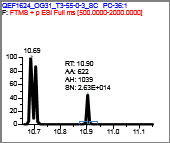 QEF1624_OG31_T3-55-0-3_SC PC-36:1
F: FTMS + p ESI Full ms [500.0000-2000.0000]
10.69
RT: 10.90
AA: 622
AH: 1039
SN: 2.63E+014
100
80
60
40
20
0
10.7 10.8 10.9 11.0 11.1